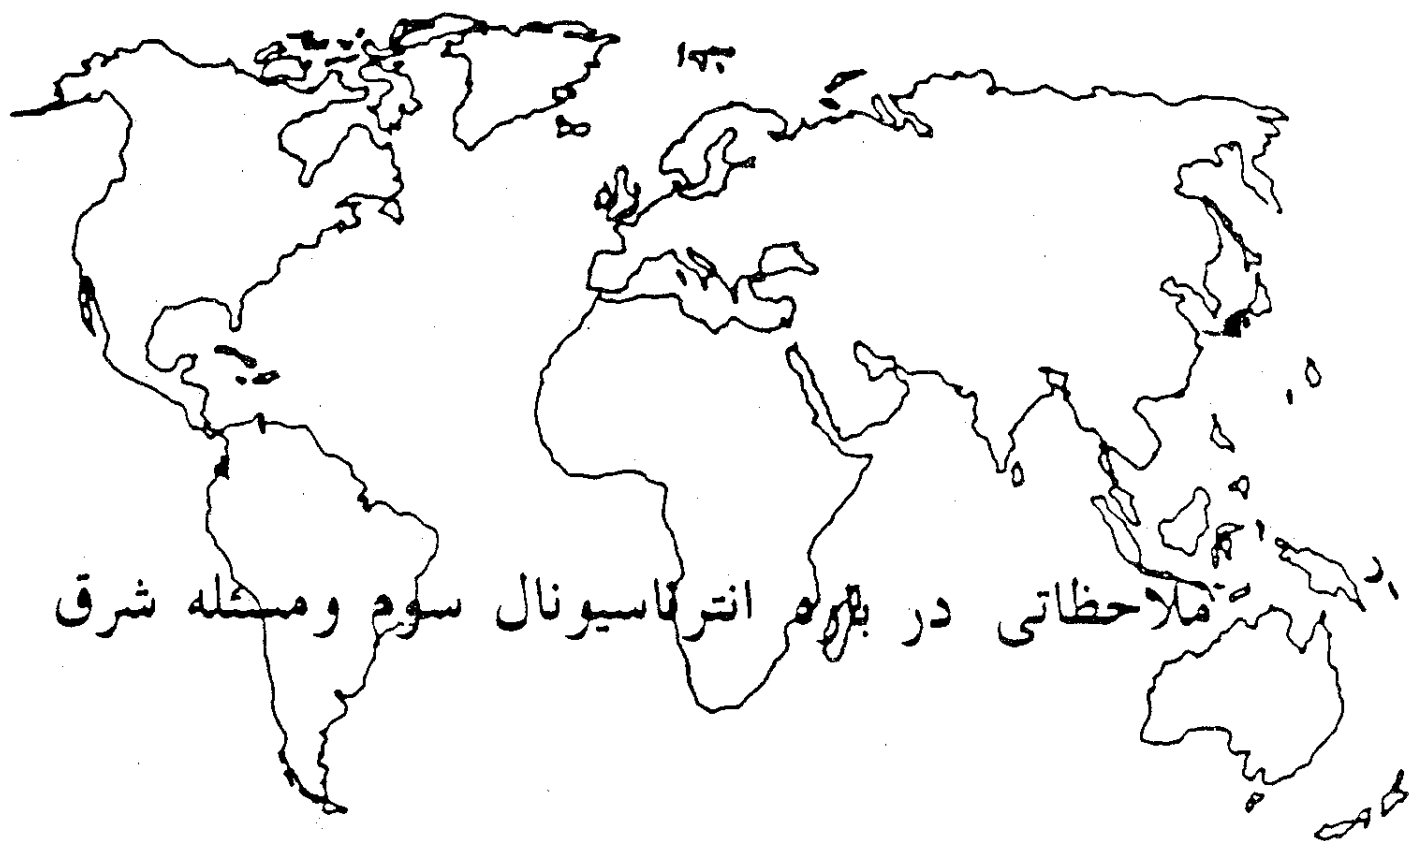 ملاحظاتی در باره انترناسیونال سوم ومسئله شرق